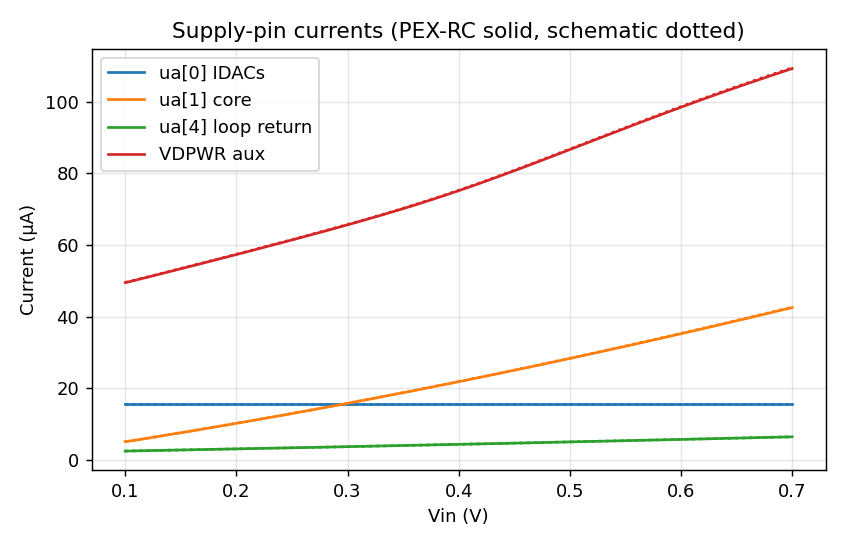 Supply-pin currents (PEX-RC solid, schematic dotted)
ua[0] IDACs
ua[1] core
ua[4] loop return
VDPWR aux
Current (µA)
100
80
60
40
20
0
0.1 0.2 0.3 0.4 0.5 0.6 0.7
Vin (V)